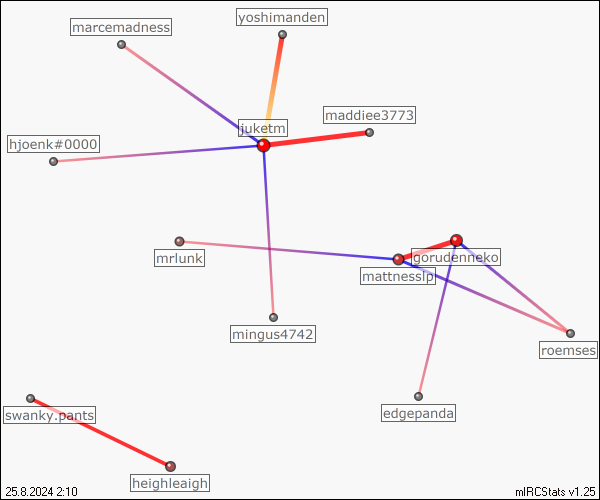 yoshimanden
marcemadness
maddiee3773
juketm
hjoenk#0000
mrlunk
gorudenneko
mattnesslp
mingus4742
roemses
edgepanda
swanky.pants
heighleaigh
25.8.2024 2:10
mIRCStats v1.25